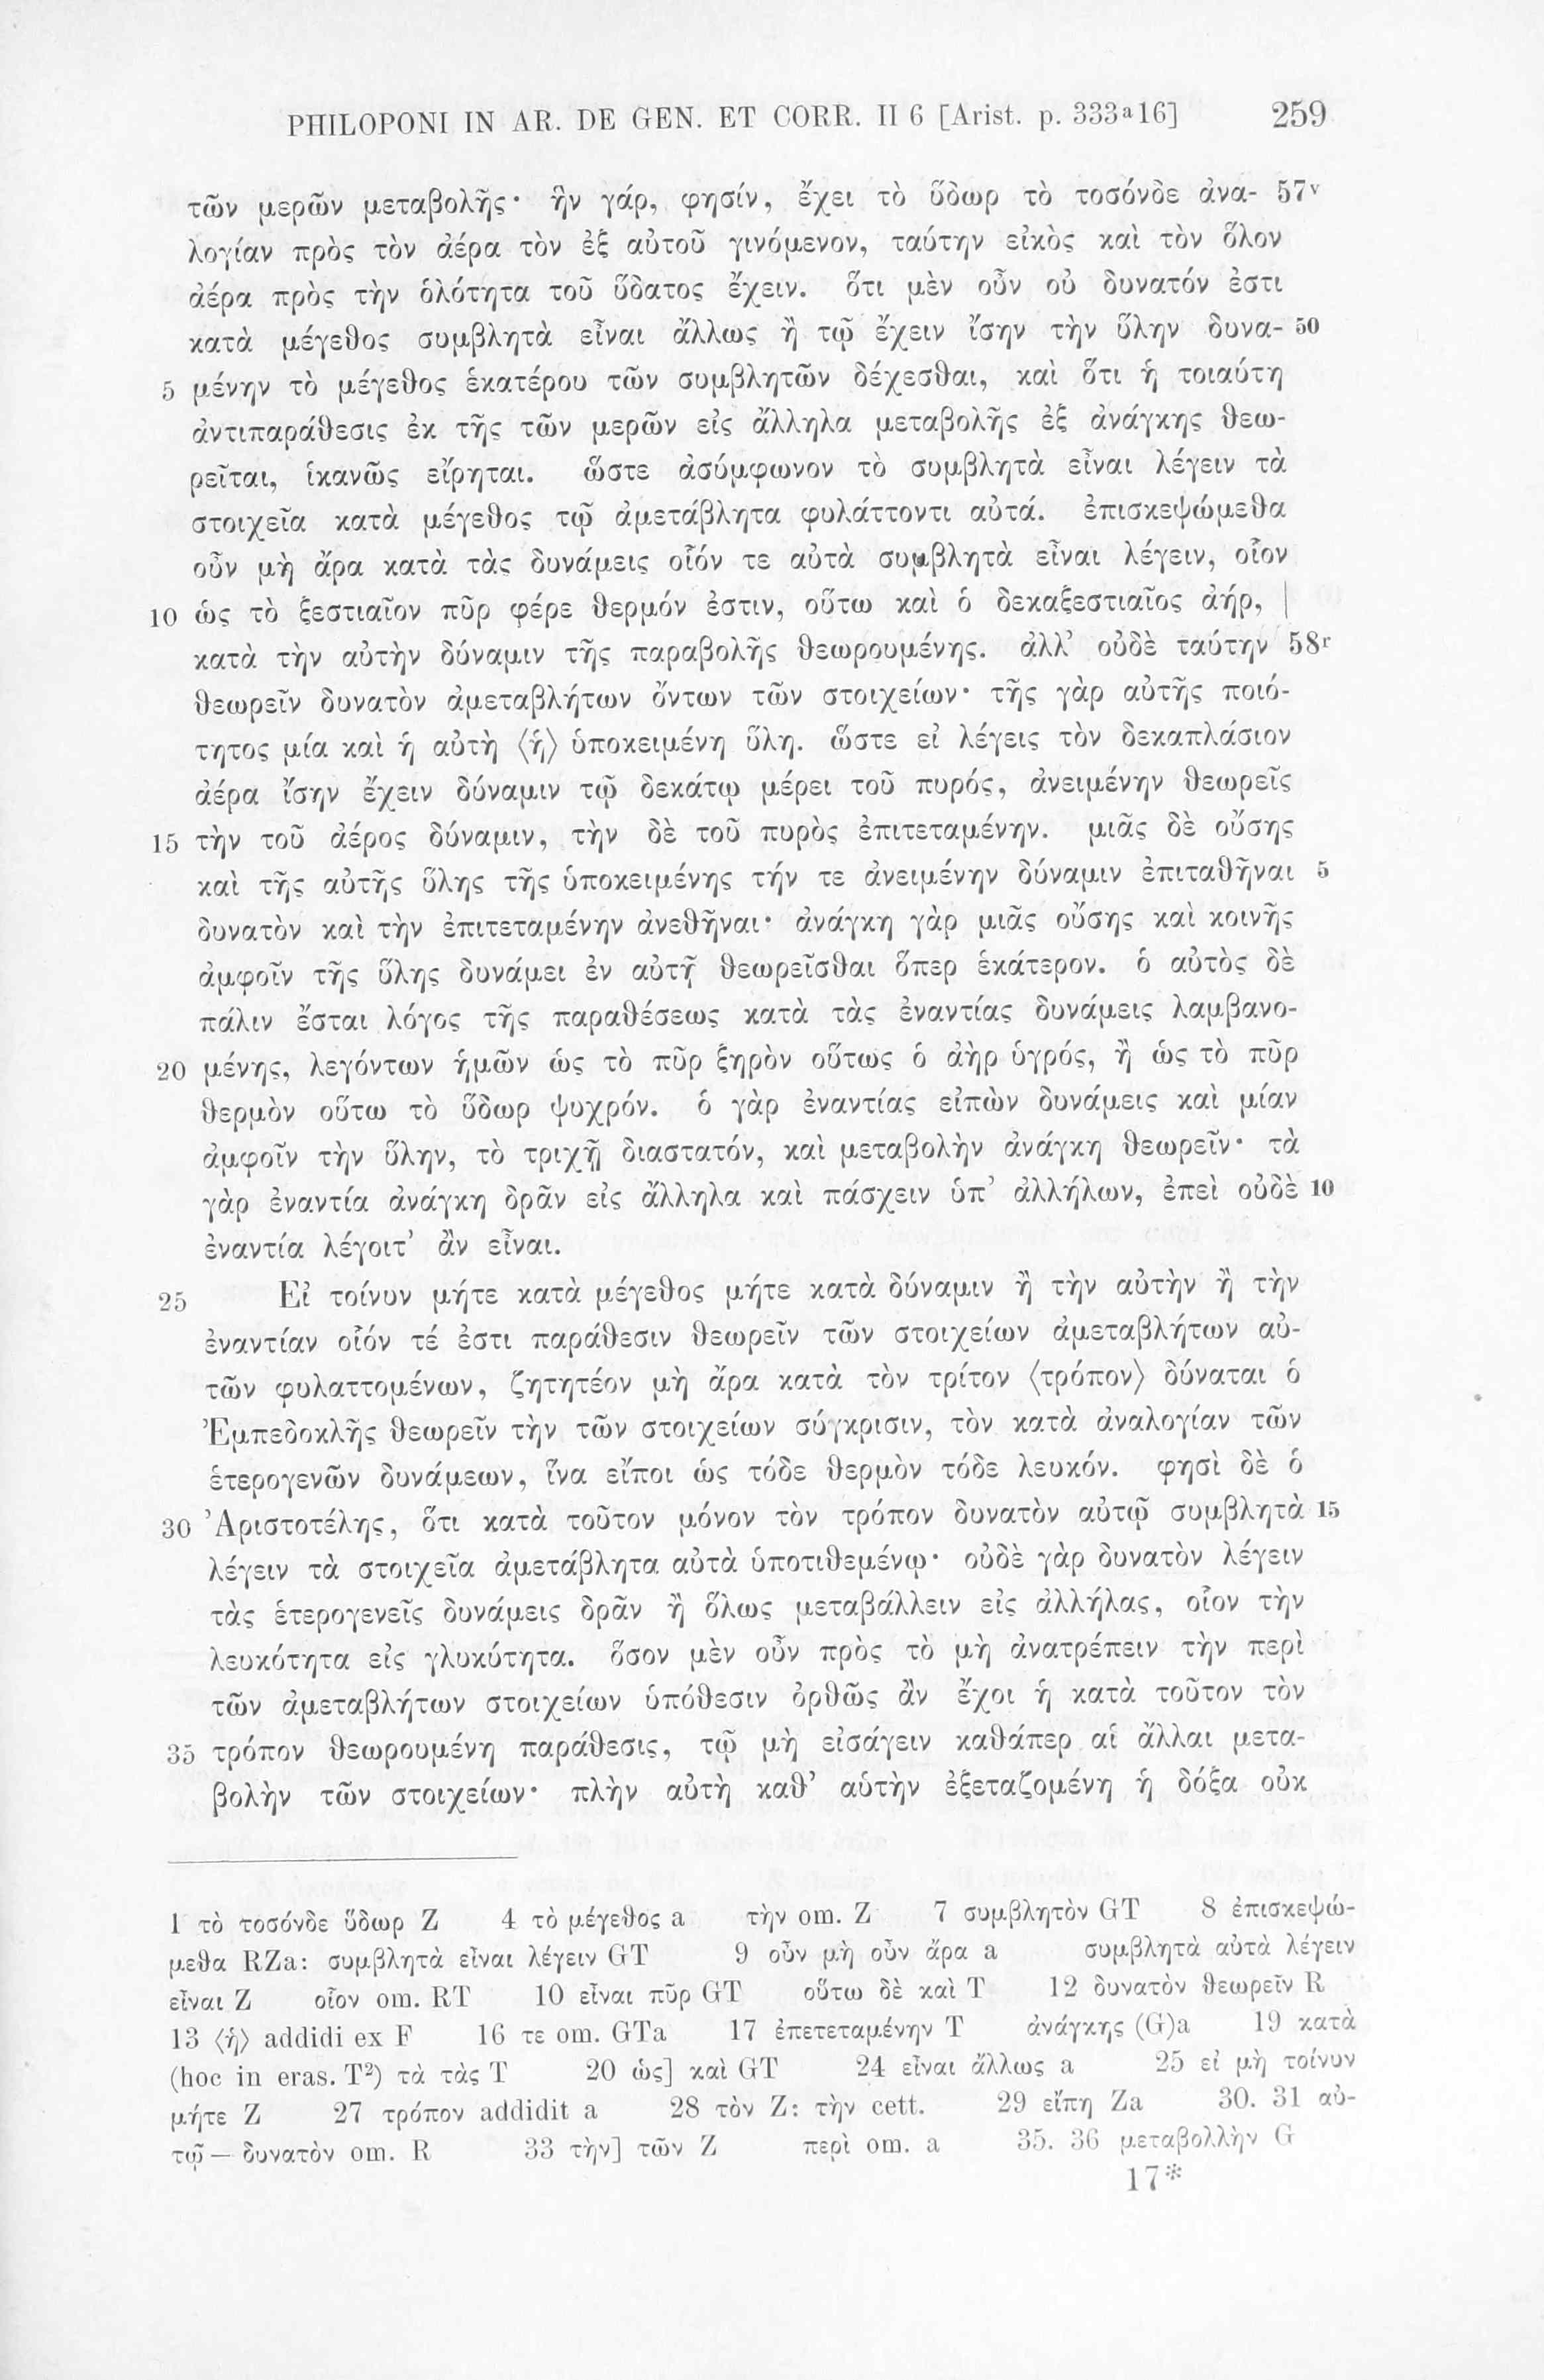 PHILOPONI IN AR. DE GEN. ET CORR. II 6 [Arist. p. 333ᵃ16] 259
τῶν μερῶν μεταβολῆς· ἣν γάρ, φησίν, ἔχει τὸ ὕδωρ τὸ τοσόνδε ἀνα- 57ᵛ
λογίαν πρὸς τὸν ἀέρα τὸν ἐξ αὐτοῦ γινόμενον, ταύτην εἰκὸς καὶ τὸν ὅλον
ἀέρα πρὸς τὴν ὁλότητα τοῦ ὕδατος ἔχειν. ὅτι μὲν οὖν οὐ δυνατόν ἐστι
κατὰ μέγεθος συμβλητὰ εἶναι ἄλλως ἢ τῷ ἔχειν ἴσην τὴν ὕλην δυνα- 50
5 μένην τὸ μέγεθος ἑκατέρου τῶν συμβλητῶν δέχεσθαι, καὶ ὅτι ἡ τοιαύτη
ἀντιπαράθεσις ἐκ τῆς τῶν μερῶν εἰς ἄλληλα μεταβολῆς ἐξ ἀνάγκης θεω-
ρεῖται, ἱκανῶς εἴρηται. ὥστε ἀσύμφωνον τὸ συμβλητὰ εἶναι λέγειν τὰ
στοιχεῖα κατὰ μέγεθος τῷ ἀμετάβλητα φυλάττοντι αὐτά. ἐπισκεψώμεθα
οὖν μὴ ἄρα κατὰ τὰς δυνάμεις οἷόν τε αὐτὰ συμβλητὰ εἶναι λέγειν, οἷον
10 ὡς τὸ ξεστιαῖον πῦρ φέρε θερμόν ἐστιν, οὕτω καὶ ὁ δεκαξεστιαῖος ἀήρ, |
κατὰ τὴν αὐτὴν δύναμιν τῆς παραβολῆς θεωρουμένης. ἀλλ’ οὐδὲ ταύτην 58ʳ
θεωρεῖν δυνατὸν ἀμεταβλήτων ὄντων τῶν στοιχείων· τῆς γὰρ αὐτῆς ποιό-
τητος μία καὶ ἡ αὐτὴ ⟨ἡ⟩ ὑποκειμένη ὕλη. ὥστε εἰ λέγεις τὸν δεκαπλάσιον
ἀέρα ἴσην ἔχειν δύναμιν τῷ δεκάτῳ μέρει τοῦ πυρός, ἀνειμένην θεωρεῖς
15 τὴν τοῦ ἀέρος δύναμιν, τὴν δὲ τοῦ πυρὸς ἐπιτεταμένην. μιᾶς δὲ οὔσης
καὶ τῆς αὐτῆς ὕλης τῆς ὑποκειμένης τήν τε ἀνειμένην δύναμιν ἐπιταθῆναι 5
δυνατὸν καὶ τὴν ἐπιτεταμένην ἀνεθῆναι· ἀνάγκη γὰρ μιᾶς οὔσης καὶ κοινῆς
ἀμφοῖν τῆς ὕλης δυνάμει ἐν αὐτῇ θεωρεῖσθαι ὅπερ ἑκάτερον. ὁ αὐτὸς δὲ
πάλιν ἔσται λόγος τῆς παραθέσεως κατὰ τὰς ἐναντίας δυνάμεις λαμβανο-
20 μένης, λεγόντων ἡμῶν ὡς τὸ πῦρ ξηρὸν οὕτως ὁ ἀὴρ ὑγρός, ἢ ὡς τὸ πῦρ
θερμὸν οὕτω τὸ ὕδωρ ψυχρόν. ὁ γὰρ ἐναντίας εἰπὼν δυνάμεις καὶ μίαν
ἀμφοῖν τὴν ὕλην, τὸ τριχῇ διαστατόν, καὶ μεταβολὴν ἀνάγκη θεωρεῖν· τὰ
γὰρ ἐναντία ἀνάγκη δρᾶν εἰς ἄλληλα καὶ πάσχειν ὑπ’ ἀλλήλων, ἐπεὶ οὐδὲ 10
ἐναντία λέγοιτ’ ἂν εἶναι.
25 Εἰ τοίνυν μήτε κατὰ μέγεθος μήτε κατὰ δύναμιν ἢ τὴν αὐτὴν ἢ τὴν
ἐναντίαν οἷόν τέ ἐστι παράθεσιν θεωρεῖν τῶν στοιχείων ἀμεταβλήτων αὐ-
τῶν φυλαττομένων, ζητητέον μὴ ἄρα κατὰ τὸν τρίτον ⟨τρόπον⟩ δύναται ὁ
Ἐμπεδοκλῆς θεωρεῖν τὴν τῶν στοιχείων σύγκρισιν, τὸν κατὰ ἀναλογίαν τῶν
ἑτερογενῶν δυνάμεων, ἵνα εἴποι ὡς τόδε θερμὸν τόδε λευκόν. φησὶ δὲ ὁ
30 Ἀριστοτέλης, ὅτι κατὰ τοῦτον μόνον τὸν τρόπον δυνατὸν αὐτῷ συμβλητὰ 15
λέγειν τὰ στοιχεῖα ἀμετάβλητα αὐτὰ ὑποτιθεμένῳ· οὐδὲ γὰρ δυνατὸν λέγειν
τὰς ἑτερογενεῖς δυνάμεις δρᾶν ἢ ὅλως μεταβάλλειν εἰς ἀλλήλας, οἷον τὴν
λευκότητα εἰς γλυκύτητα. ὅσον μὲν οὖν πρὸς τὸ μὴ ἀνατρέπειν τὴν περὶ
τῶν ἀμεταβλήτων στοιχείων ὑπόθεσιν ὀρθῶς ἂν ἔχοι ἡ κατὰ τοῦτον τὸν
35 τρόπον θεωρουμένη παράθεσις, τῷ μὴ εἰσάγειν καθάπερ αἱ ἄλλαι μετα-
βολὴν τῶν στοιχείων· πλὴν αὐτὴ καθ’ αὑτὴν ἐξεταζομένη ἡ δόξα οὐκ
1 τὸ τοσόνδε ὕδωρ Z 4 τὸ μέγεθος a τὴν om. Z 7 συμβλητὸν GT 8 ἐπισκεψώ-
μεθα RZa: συμβλητὰ εἶναι λέγειν GT 9 οὖν μὴ οὖν ἄρα a συμβλητὰ αὐτὰ λέγειν
εἶναι Z οἷον om. RT 10 εἶναι πῦρ GT οὕτω δὲ καὶ T 12 δυνατὸν θεωρεῖν R
13 ⟨ἡ⟩ addidi ex F 16 τε om. GTa 17 ἐπετεταμένην T ἀνάγκης (G)a 19 κατὰ
(hoc in eras. T²) τὰ τὰς T 20 ὡς] καὶ GT 24 εἶναι ἄλλως a 25 εἰ μὴ τοίνυν
μήτε Z 27 τρόπον addidit a 28 τὸν Z: τὴν cett. 29 εἴπη Za 30. 31 αὐ-
τῷ — δυνατὸν om. R 33 τὴν] τῶν Z περὶ om. a 35. 36 μεταβολλὴν G
17*